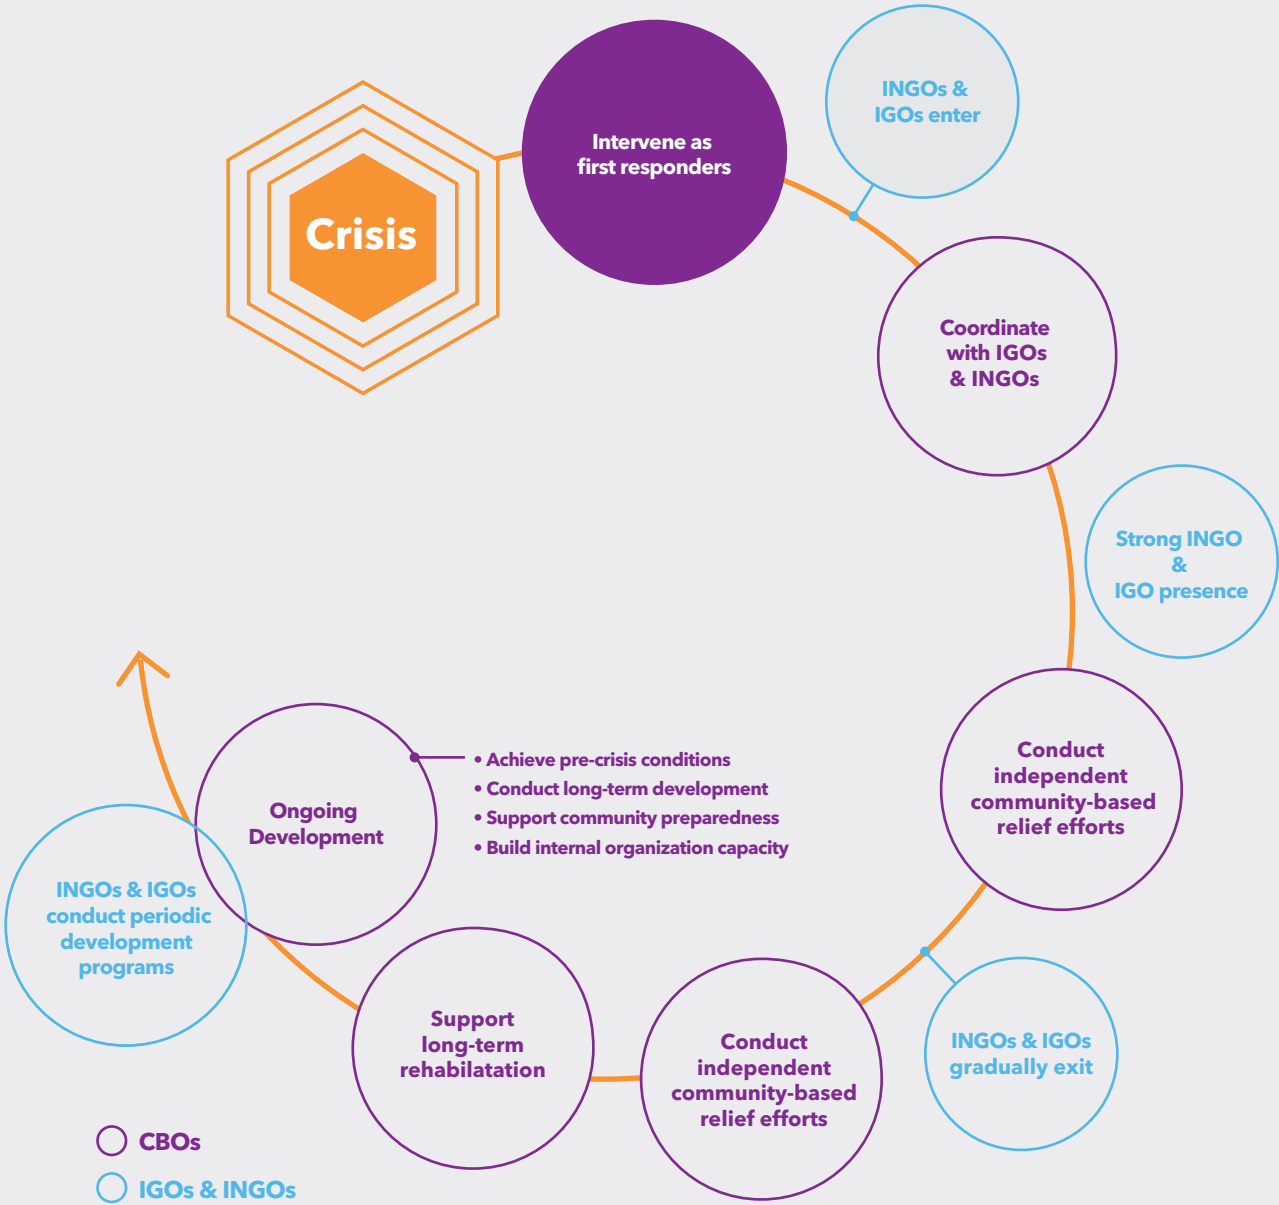 Crisis
Intervene as
first responders
INGOs &
IGOs enter
Coordinate
with IGOs
& INGOs
Strong INGO
&
IGO presence
Conduct
independent
community-based
relief efforts
INGOs & IGOs
gradually exit
Conduct
independent
community-based
relief efforts
Support
long-term
rehabilatation
Ongoing
Development
• Achieve pre-crisis conditions
• Conduct long-term development
• Support community preparedness
• Build internal organization capacity
INGOs & IGOs
conduct periodic
development
programs
CBOs
IGOs & INGOs